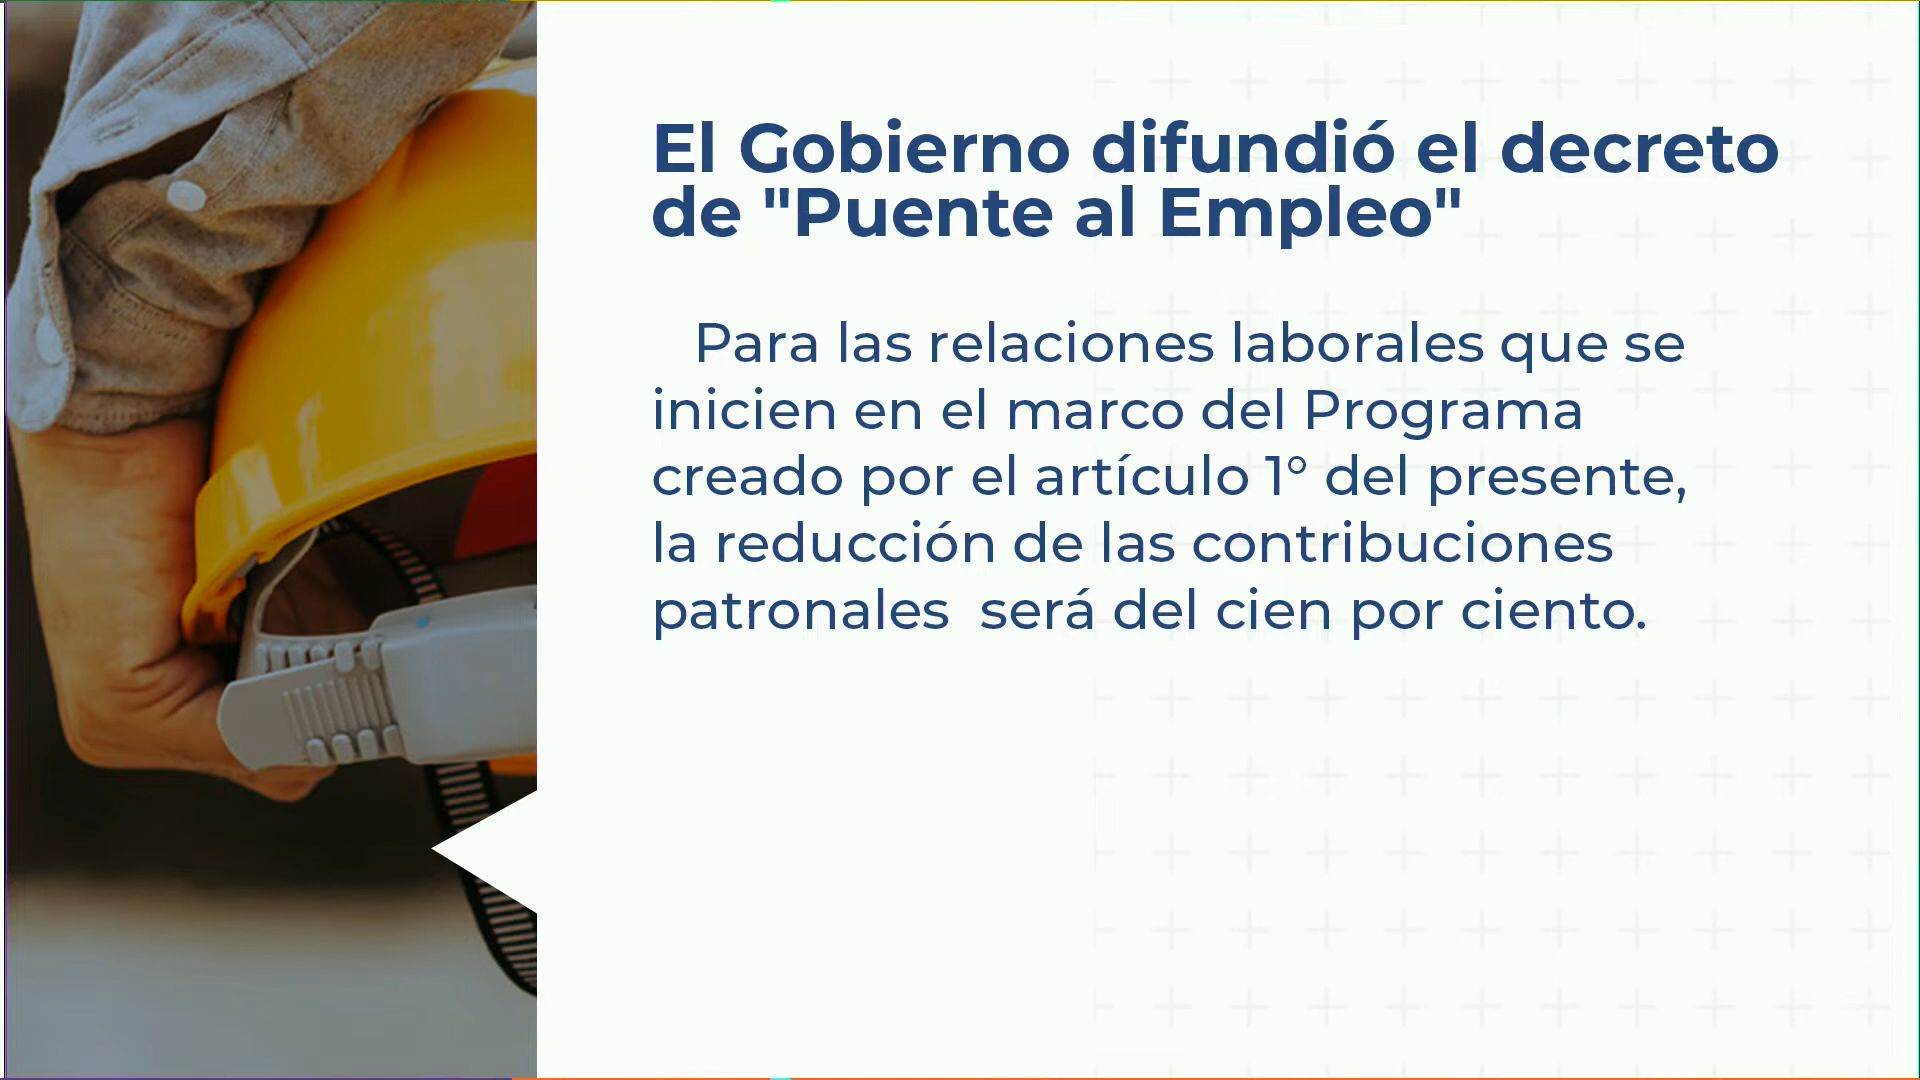 El Gobierno difundió el decreto
de "Puente al Empleo"
Para las relaciones laborales que se
inicien en el marco del Programa
creado por el artículo 1° del presente,
la reducción de las contribuciones
patronales  será del cien por ciento.